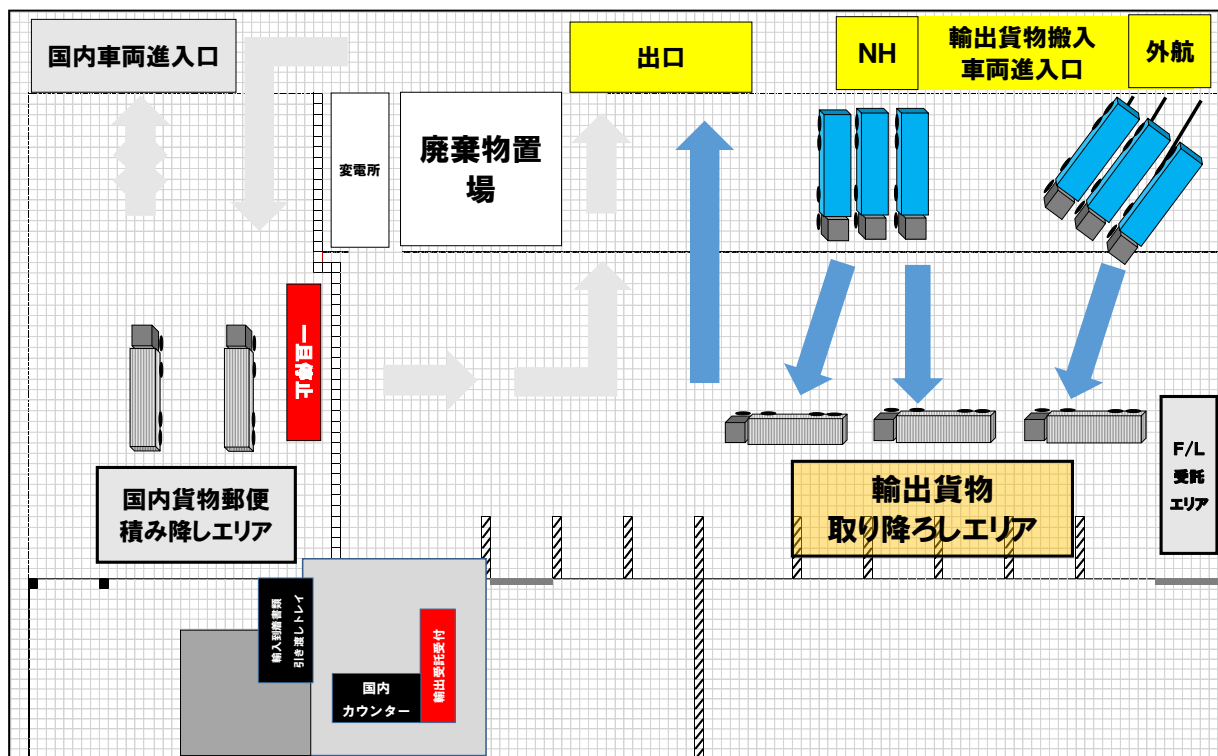 国内車両進入口
出口
NH
輸出貨物搬入
車両進入口
外航
変電所
廃棄物置
場
一旦停止
国内貨物郵便
積み降しエリア
輸出貨物
取り降ろしエリア
F/L
受託
エリア
輸入到着書類
引き渡しトレイ
国内
カウンター
輸出受託受付